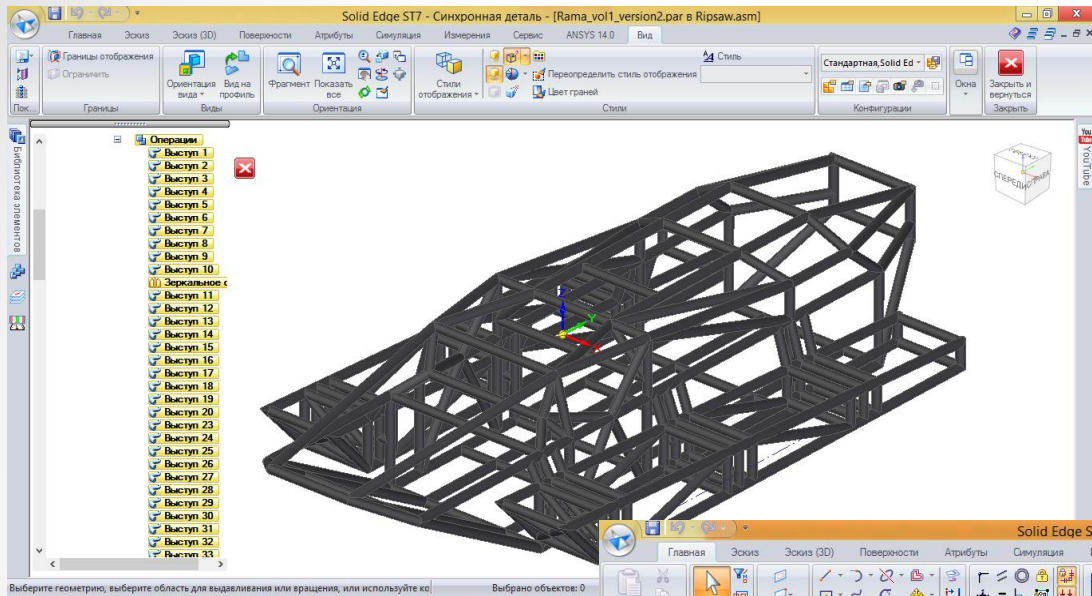 Solid Edge ST7 - Синхронная деталь - [Rama_vol1_version2.par в Ripsaw.asm]
Главная Эскиз Эскиз (3D) Поверхности Атрибуты Симуляция Измерения Сервис ANSYS 14.0 Вид
Границы отображения
Ограничить
Ориентация вида
Вид на профиль
Фрагмент
Показать все
Стили отображения
Переопределить стиль отображения
Цвет граней
Стиль
Стандартная,Solid Ed
Окна
Закрыть и вернуться
Пок... Границы Виды Ориентация Стили Конфигурации Закрыть
Библиотека элементов
Операции
Выступ 1
Выступ 2
Выступ 3
Выступ 4
Выступ 5
Выступ 6
Выступ 7
Выступ 8
Выступ 9
Выступ 10
Зеркальное о
Выступ 11
Выступ 12
Выступ 13
Выступ 14
Выступ 15
Выступ 16
Выступ 17
Выступ 18
Выступ 19
Выступ 20
Выступ 23
Выступ 24
Выступ 25
Выступ 26
Выступ 27
Выступ 28
Выступ 29
Выступ 30
Выступ 31
Выступ 32
Выступ 33
Z
Y
X
СПЕРЕДИ
СПРАВА
You
Tube
YouTube
Выберите геометрию, выберите область для выдавливания или вращения, или используйте ко
Выбрано объектов: 0
Solid Edge S
Главная Эскиз Эскиз (3D) Поверхности Атрибуты Симуляция